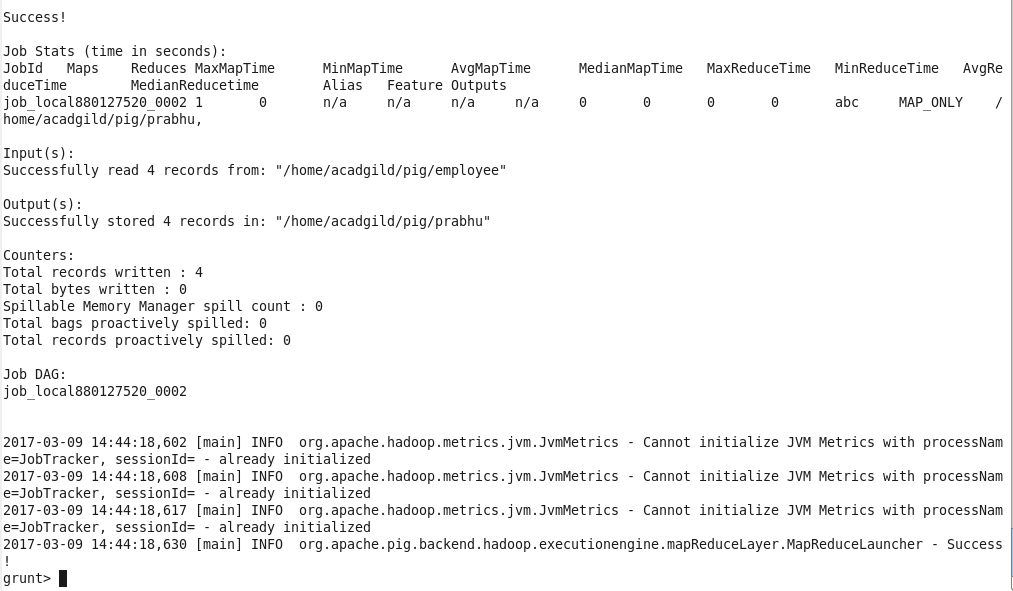 Success!
Job Stats (time in seconds):
JobId   Maps    Reduces MaxMapTime      MinMapTime      AvgMapTime      MedianMapTime   MaxReduceTime   MinReduceTime   AvgRe
duceTime        MedianReducetime        Alias   Feature Outputs
job_local880127520_0002 1       0       n/a     n/a     n/a     n/a     0       0       0       0       abc     MAP_ONLY    /
home/acadgild/pig/prabhu,
Input(s):
Successfully read 4 records from: "/home/acadgild/pig/employee"
Output(s):
Successfully stored 4 records in: "/home/acadgild/pig/prabhu"
Counters:
Total records written : 4
Total bytes written : 0
Spillable Memory Manager spill count : 0
Total bags proactively spilled: 0
Total records proactively spilled: 0
Job DAG:
job_local880127520_0002
2017-03-09 14:44:18,602 [main] INFO  org.apache.hadoop.metrics.jvm.JvmMetrics - Cannot initialize JVM Metrics with processNam
e=JobTracker, sessionId= - already initialized
2017-03-09 14:44:18,608 [main] INFO  org.apache.hadoop.metrics.jvm.JvmMetrics - Cannot initialize JVM Metrics with processNam
e=JobTracker, sessionId= - already initialized
2017-03-09 14:44:18,617 [main] INFO  org.apache.hadoop.metrics.jvm.JvmMetrics - Cannot initialize JVM Metrics with processNam
e=JobTracker, sessionId= - already initialized
2017-03-09 14:44:18,630 [main] INFO  org.apache.pig.backend.hadoop.executionengine.mapReduceLayer.MapReduceLauncher - Success
!
grunt>